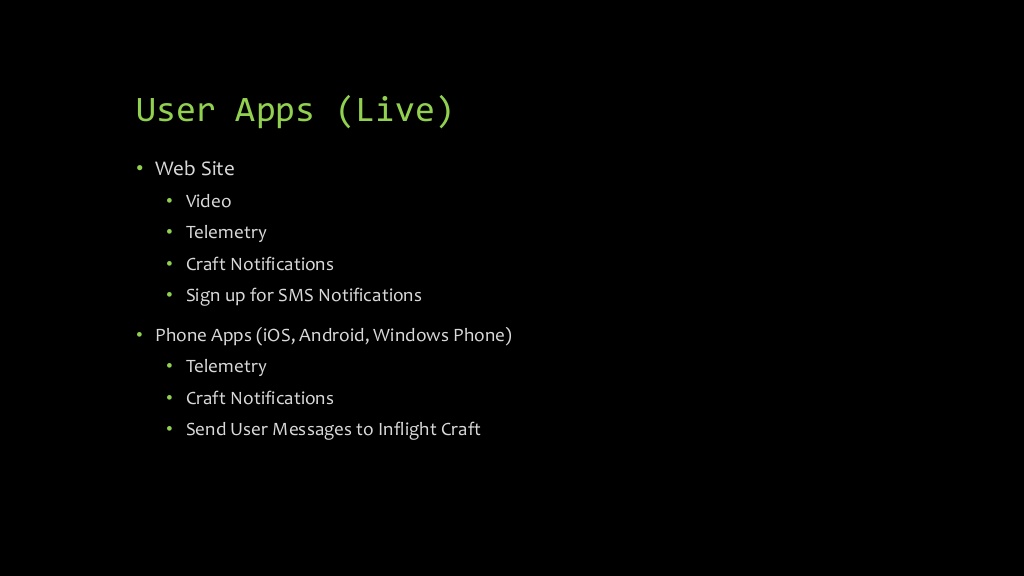 User Apps (Live)
• Web Site
• Video
• Telemetry
• Craft Notifications
• Sign up for SMS Notifications
• Phone Apps (iOS, Android, Windows Phone)
• Telemetry
• Craft Notifications
• Send User Messages to Inflight Craft